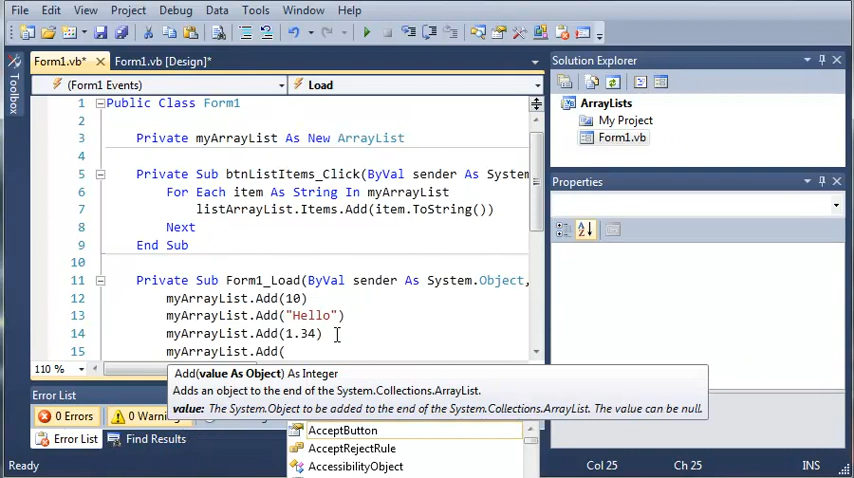 File Edit View Project Debug Data Tools Window Help
Form1.vb* Form1.vb [Design]*
(Form1 Events) Load
1 Public Class Form1
2
3 Private myArrayList As New ArrayList
4
5 Private Sub btnListItems_Click(ByVal sender As System
6 For Each item As String In myArrayList
7 listArrayList.Items.Add(item.ToString())
8 Next
9 End Sub
10
11 Private Sub Form1_Load(ByVal sender As System.Object,
12 myArrayList.Add(10)
13 myArrayList.Add("Hello")
14 myArrayList.Add(1.34)
15 myArrayList.Add(
110 %
Add(value As Object) As Integer
Adds an object to the end of the System.Collections.ArrayList.
value: The System.Object to be added to the end of the System.Collections.ArrayList. The value can be null.
AcceptButton
AcceptRejectRule
AccessibilityObject
Toolbox
Error List
0 Errors 0 Warnin
Error List Find Results
Solution Explorer
ArrayLists
My Project
Form1.vb
Properties
Ready Col 25 Ch 25 INS